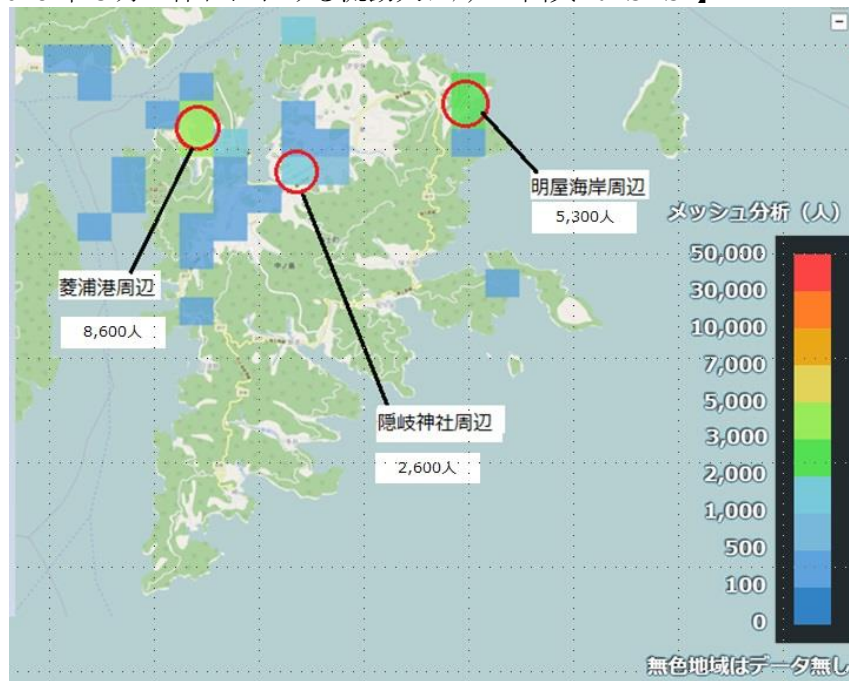 明屋海岸周辺
5,300人
メッシュ分析（人）
菱浦港周辺
8,600人
隠岐神社周辺
2,600人
50,000
30,000
10,000
7,000
5,000
3,000
2,000
1,000
500
100
0
無色地域はデータ無し